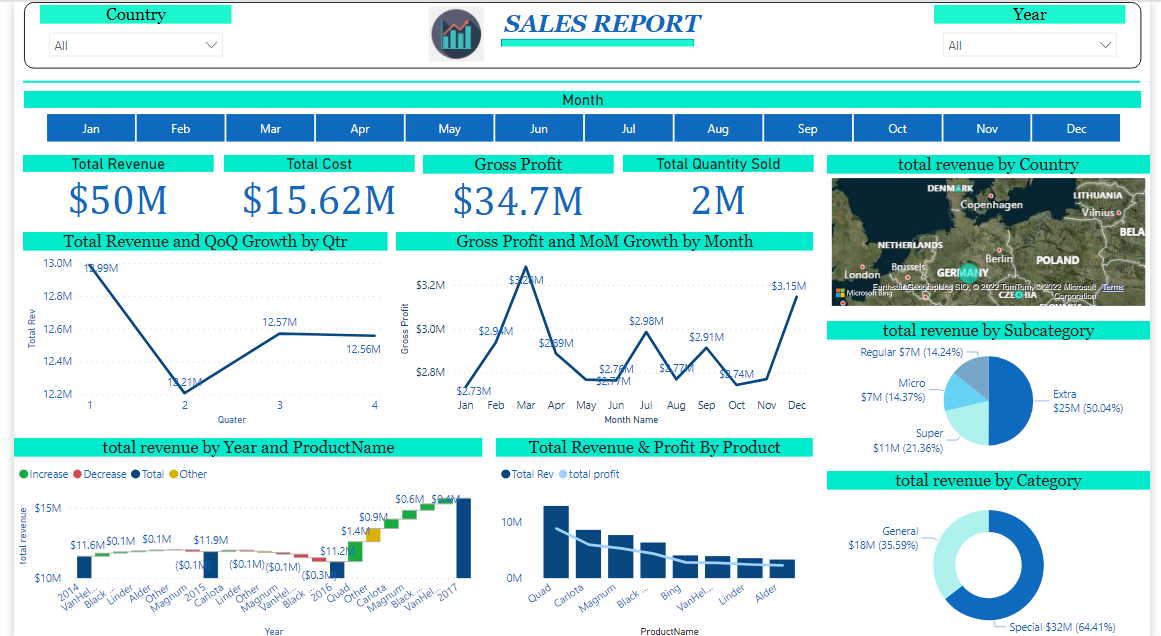 Country
SALES REPORT
Year
All
All
Month
Jan Feb Mar Apr May Jun Jul Aug Sep Oct Nov Dec
Total Revenue
$50M
Total Cost
$15.62M
Gross Profit
$34.7M
Total Quantity Sold
2M
total revenue by Country
DENMARK
Copenhagen
LITHUANIA
Vilnius
BELA
NETHERLANDS
Berlin
POLAND
London
Brussels
GERMANY
Earthstar Geographics SIO, © 2022 TomTom, © 2022 Microsoft Terms
Microsoft Bing
CZECHIA
Corporation
Total Revenue and QoQ Growth by Qtr
Total Rev
13.0M
12.8M
12.6M
12.4M
12.2M
12.99M
12.21M
12.57M
12.56M
1 2 3 4
Quater
Gross Profit and MoM Growth by Month
Gross Profit
$3.2M
$3.0M
$2.8M
$2.73M
$2.89M
$2.77M
$2.76M
$2.98M
$2.77M
$2.91M
$2.74M
$3.15M
Jan Feb Mar Apr May Jun Jul Aug Sep Oct Nov Dec
Month Name
total revenue by Subcategory
Regular $7M (14.24%)
Micro
$7M (14.37%)
Super
$11M (21.36%)
Extra
$25M (50.04%)
total revenue by Year and ProductName
Increase Decrease Total Other
total revenue
$15M
$10M
$11.6M
$0.1M
$0.1M
($0.1M)
$11.9M
($0.1M)
($0.1M)
($0.3M)
$11.2M
$1.4M
$0.9M
$0.6M
$0.4M
2014 VanHel... Black ... Linder Alder Other Magnum 2015 Carlota Linder Other Magnum VanHel... Black ... 2016 Quad Other Carlota Magnum Black ... VanHel... 2017
Year
Total Revenue & Profit By Product
Total Rev total profit
10M
0M
Quad Carlota Magnum Black ... Bing VanHel... Linder Alder
ProductName
total revenue by Category
General
$18M (35.59%)
Special $32M (64.41%)